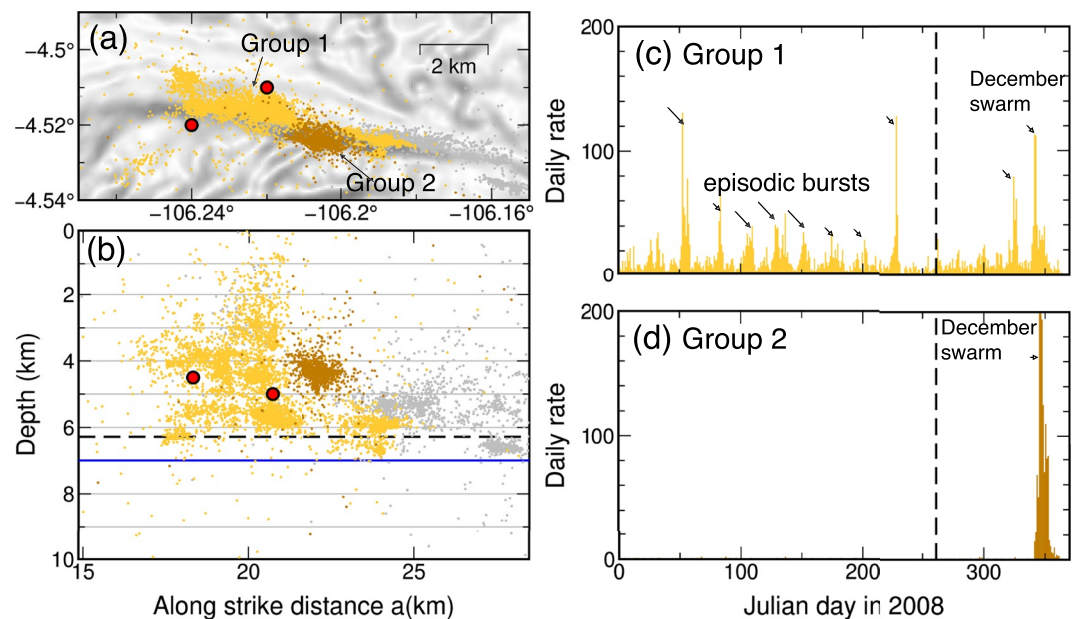 (a)
Group 1
2 km
Group 2
−4.5°
−4.52°
−4.54°
−106.24°
−106.2°
−106.16°
(b)
0
2
4
6
8
10
Depth (km)
15
20
25
Along strike distance a(km)
(c) Group 1
200
100
0
Daily rate
episodic bursts
December
swarm
(d) Group 2
200
100
0
Daily rate
December
swarm
0
100
200
300
Julian day in 2008